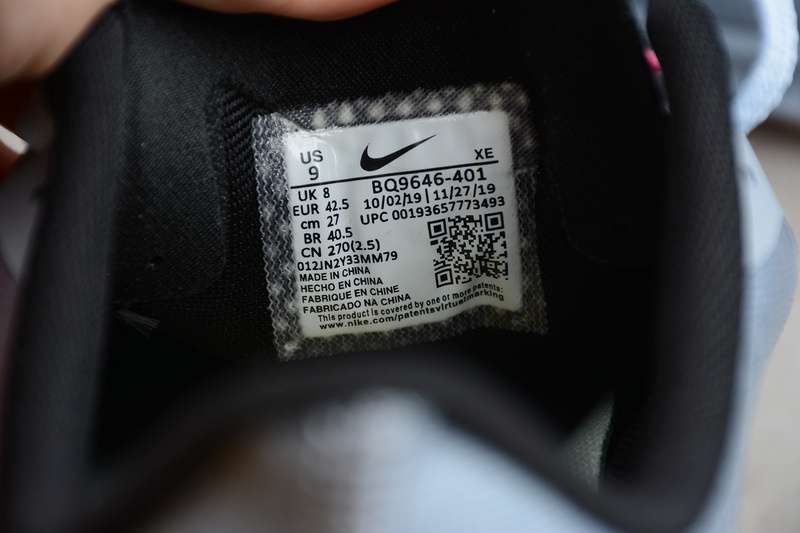 US 9 XE
UK 8 BQ9646-401
EUR 42.5 10/02/19 | 11/27/19
cm 27 UPC 00193657773493
BR 40.5
CN 270(2.5)
012JN2Y33MM79
MADE IN CHINA
HECHO EN CHINA
FABRIQUE EN CHINE
FABRICADO NA CHINA
This product is covered by one or more patents:
www.nike.com/patentsvirtualmarking